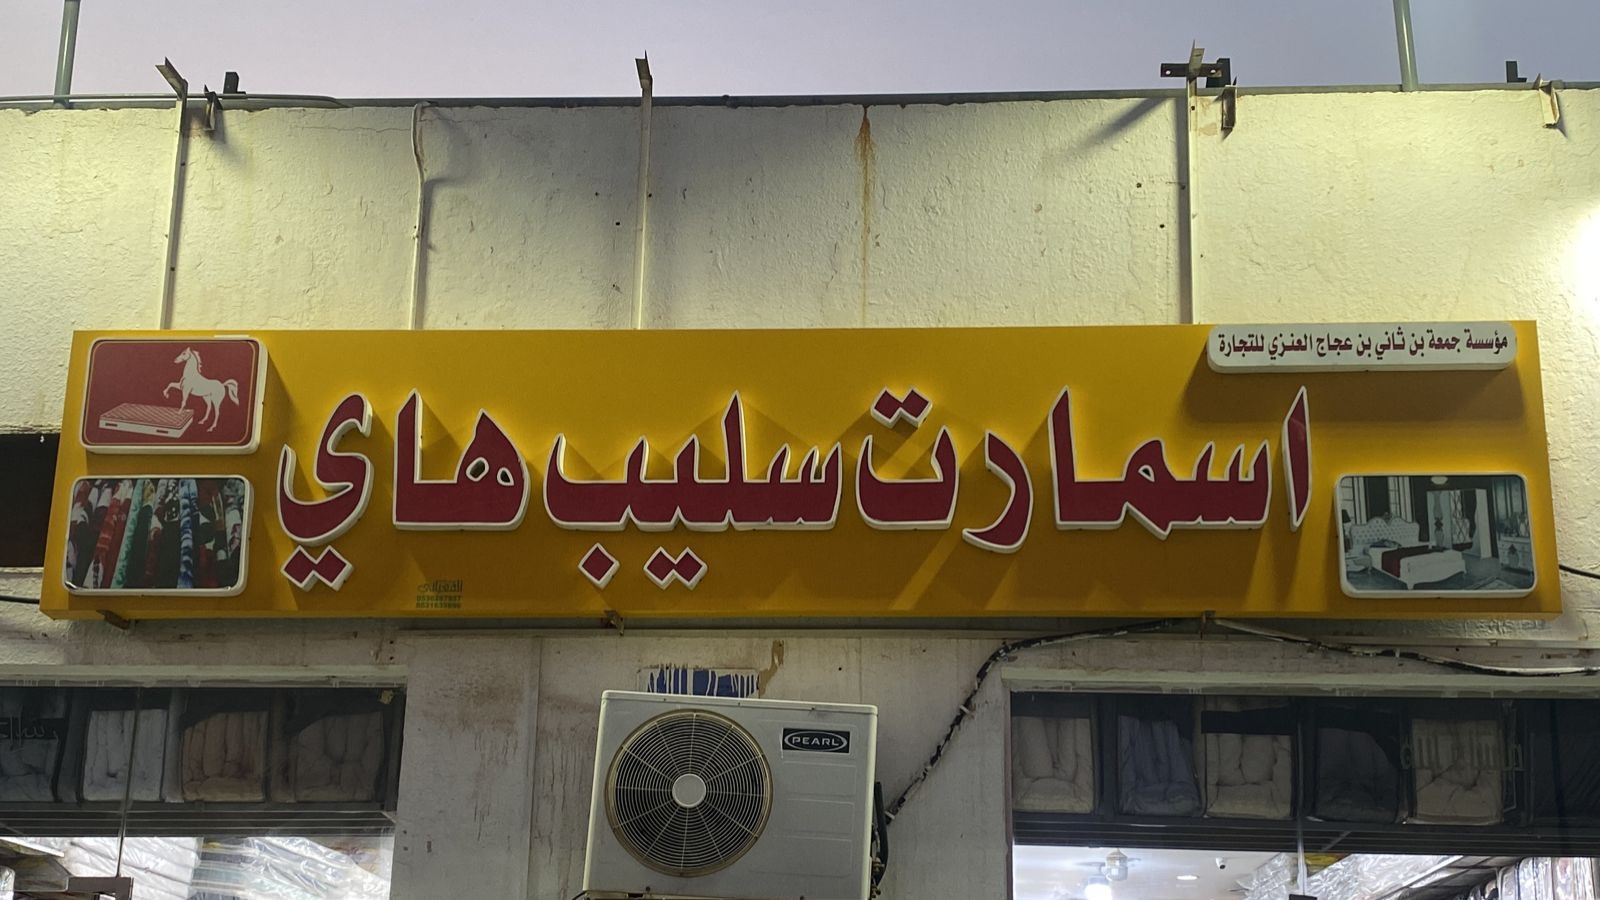 مؤسسة جمعة بن ثاني بن عجاج العنزي للتجارة
اسمارت سليب هاي
PEARL